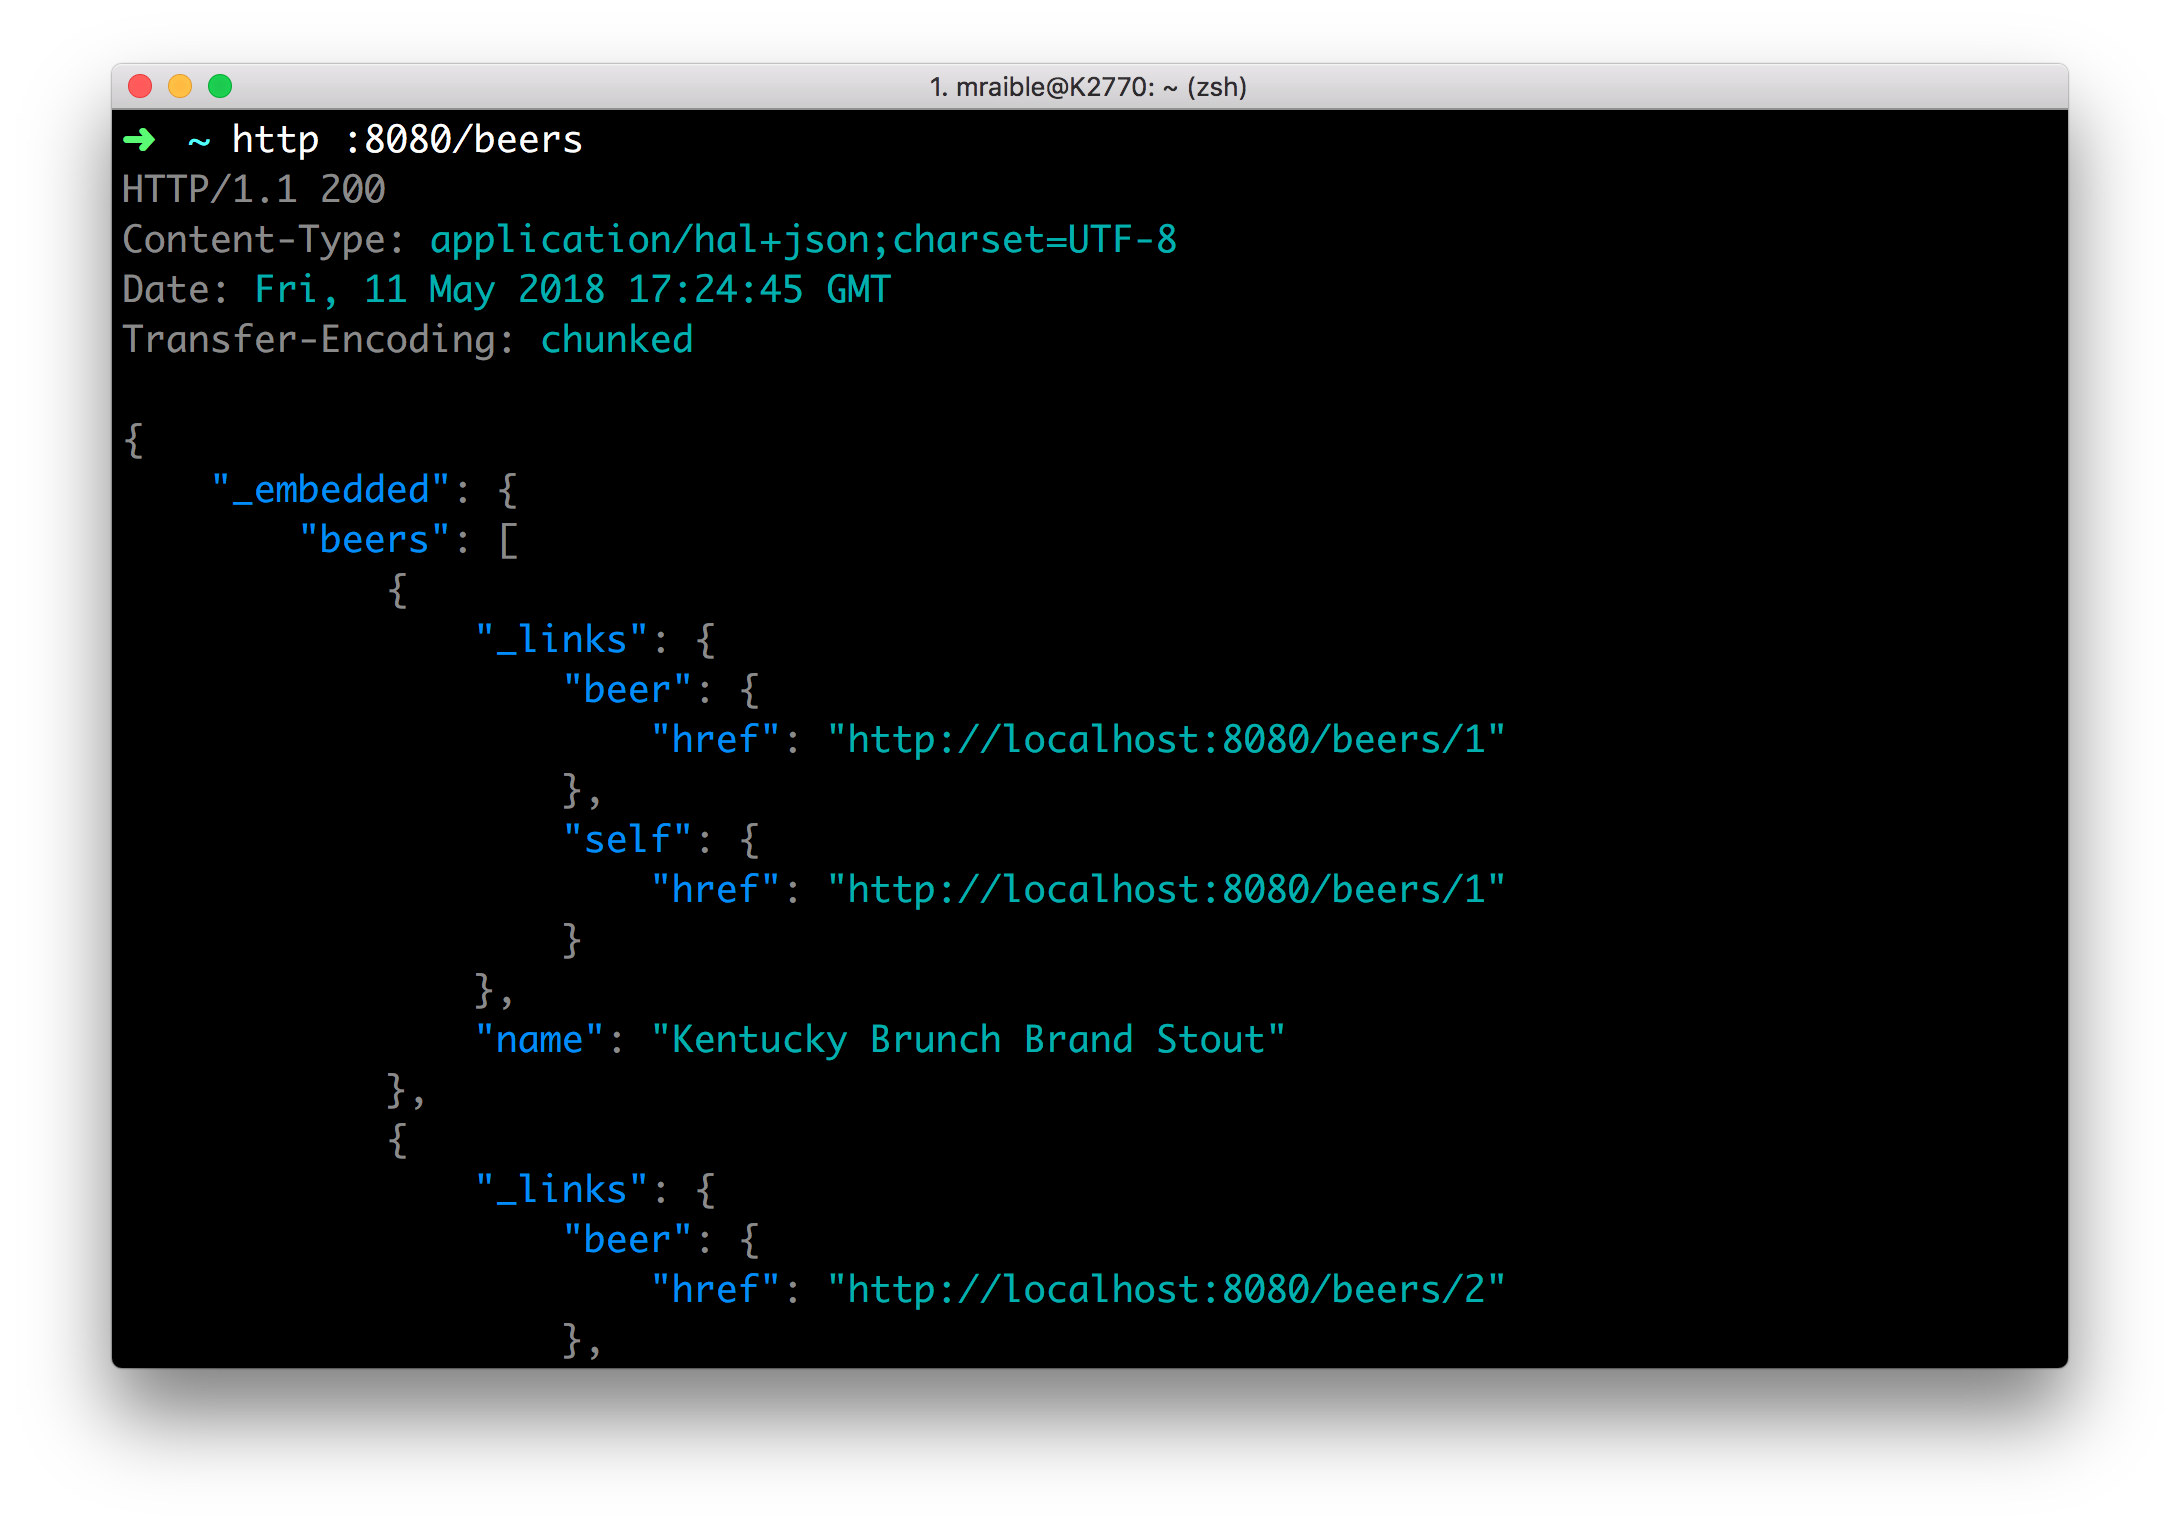 1. mraible@K2770: ~ (zsh)
➜  ~ http :8080/beers
HTTP/1.1 200
Content-Type: application/hal+json;charset=UTF-8
Date: Fri, 11 May 2018 17:24:45 GMT
Transfer-Encoding: chunked

{
    "_embedded": {
        "beers": [
            {
                "_links": {
                    "beer": {
                        "href": "http://localhost:8080/beers/1"
                    },
                    "self": {
                        "href": "http://localhost:8080/beers/1"
                    }
                },
                "name": "Kentucky Brunch Brand Stout"
            },
            {
                "_links": {
                    "beer": {
                        "href": "http://localhost:8080/beers/2"
                    },